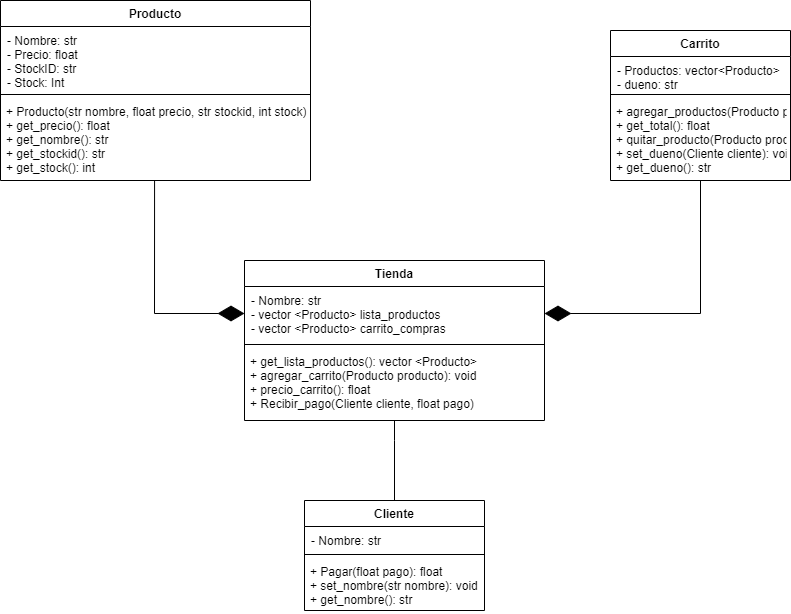 Producto
- Nombre: str
- Precio: float
- StockID: str
- Stock: Int
+ Producto(str nombre, float precio, str stockid, int stock)
+ get_precio(): float
+ get_nombre(): str
+ get_stockid(): str
+ get_stock(): int
Carrito
- Productos: vector<Producto>
- dueno: str
+ agregar_productos(Producto p
+ get_total(): float
+ quitar_producto(Producto prod
+ set_dueno(Cliente cliente): voi
+ get_dueno(): str
Tienda
- Nombre: str
- vector <Producto> lista_productos
- vector <Producto> carrito_compras
+ get_lista_productos(): vector <Producto>
+ agregar_carrito(Producto producto): void
+ precio_carrito(): float
+ Recibir_pago(Cliente cliente, float pago)
Cliente
- Nombre: str
+ Pagar(float pago): float
+ set_nombre(str nombre): void
+ get_nombre(): str